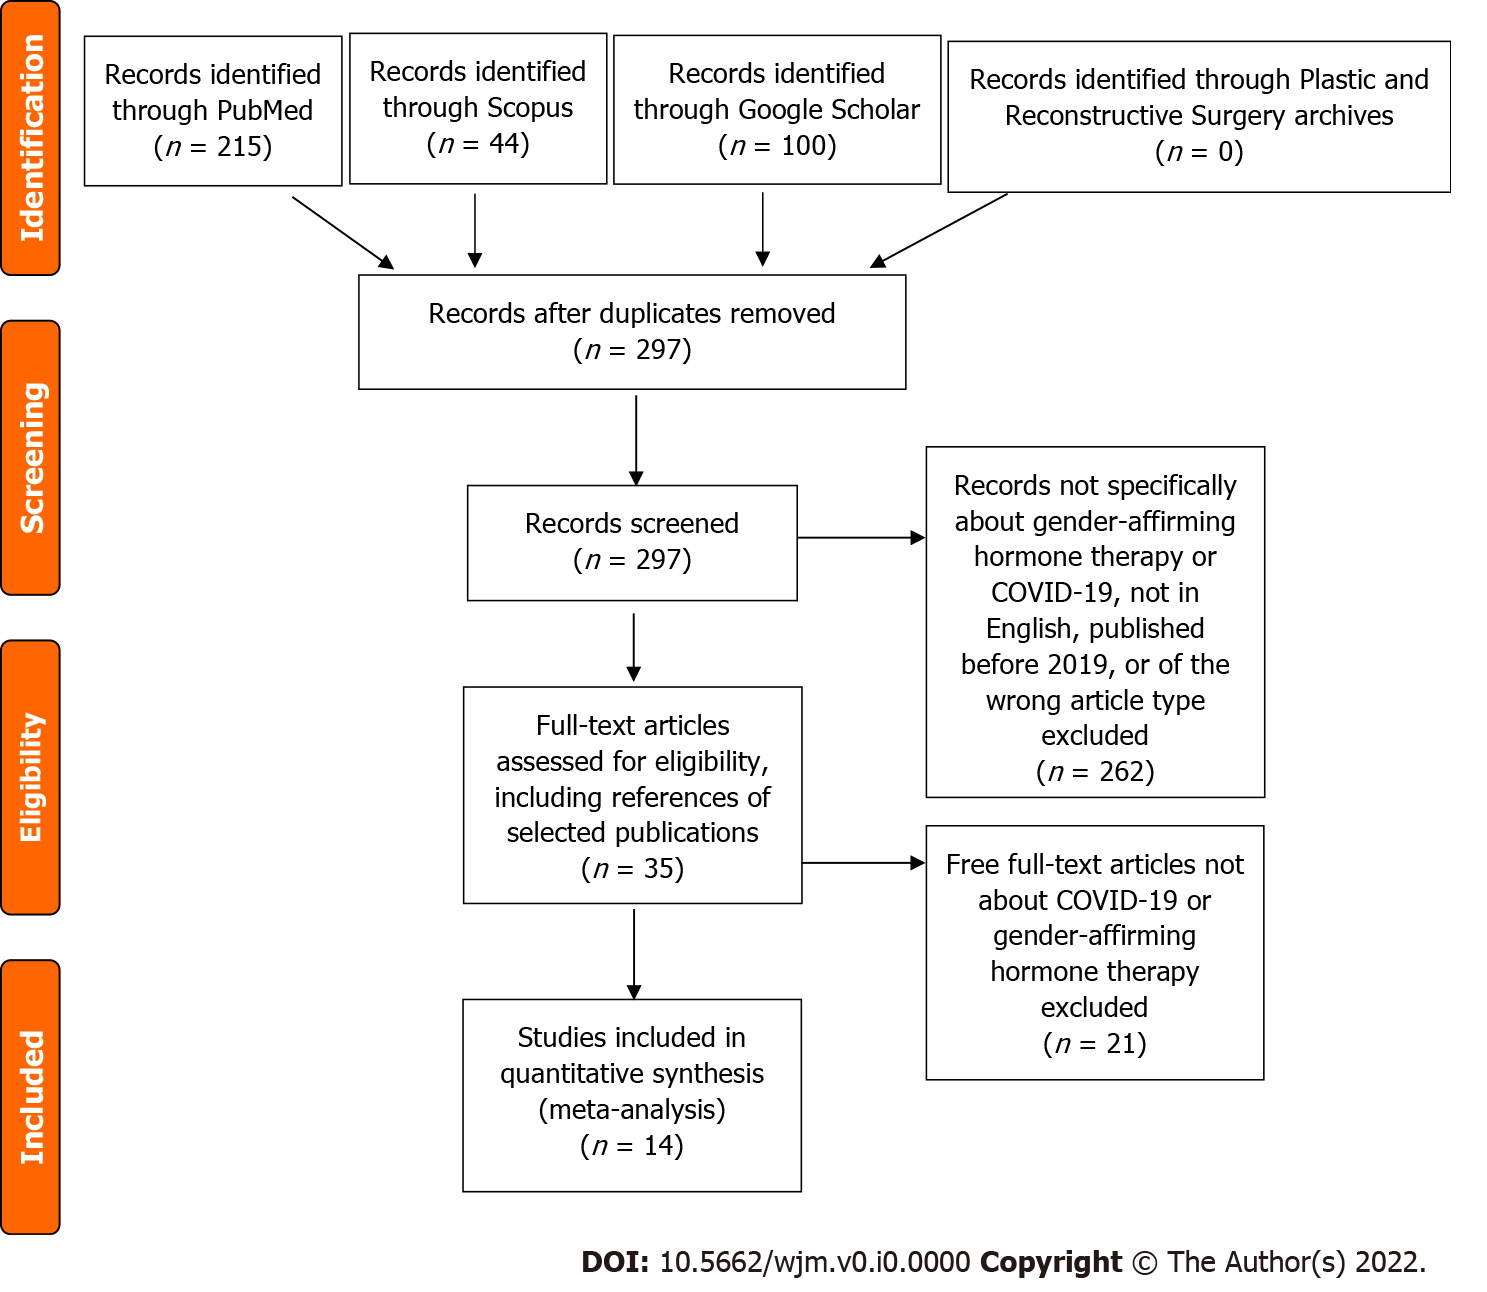 Identification
Records identified
through PubMed
(n = 215)
Records identified
through Scopus
(n = 44)
Records identified
through Google Scholar
(n = 100)
Records identified through Plastic and
Reconstructive Surgery archives
(n = 0)
Records after duplicates removed
(n = 297)
Screening
Records screened
(n = 297)
Records not specifically
about gender-affirming
hormone therapy or
COVID-19, not in
English, published
before 2019, or of the
wrong article type
excluded
(n = 262)
Eligibility
Full-text articles
assessed for eligibility,
including references of
selected publications
(n = 35)
Free full-text articles not
about COVID-19 or
gender-affirming
hormone therapy
excluded
(n = 21)
Included
Studies included in
quantitative synthesis
(meta-analysis)
(n = 14)
DOI: 10.5662/wjm.v0.i0.0000 Copyright © The Author(s) 2022.